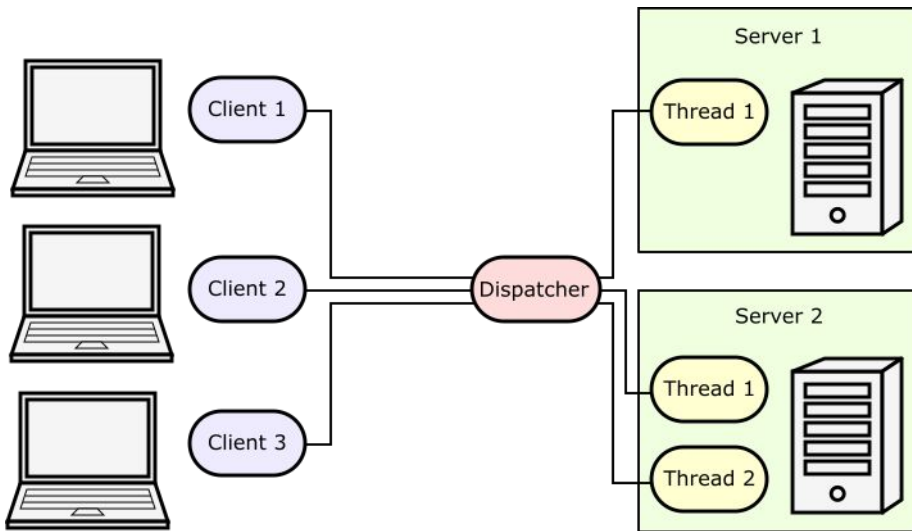 Server 1
Client 1
Thread 1
Client 2
Dispatcher
Server 2
Thread 1
Client 3
Thread 2